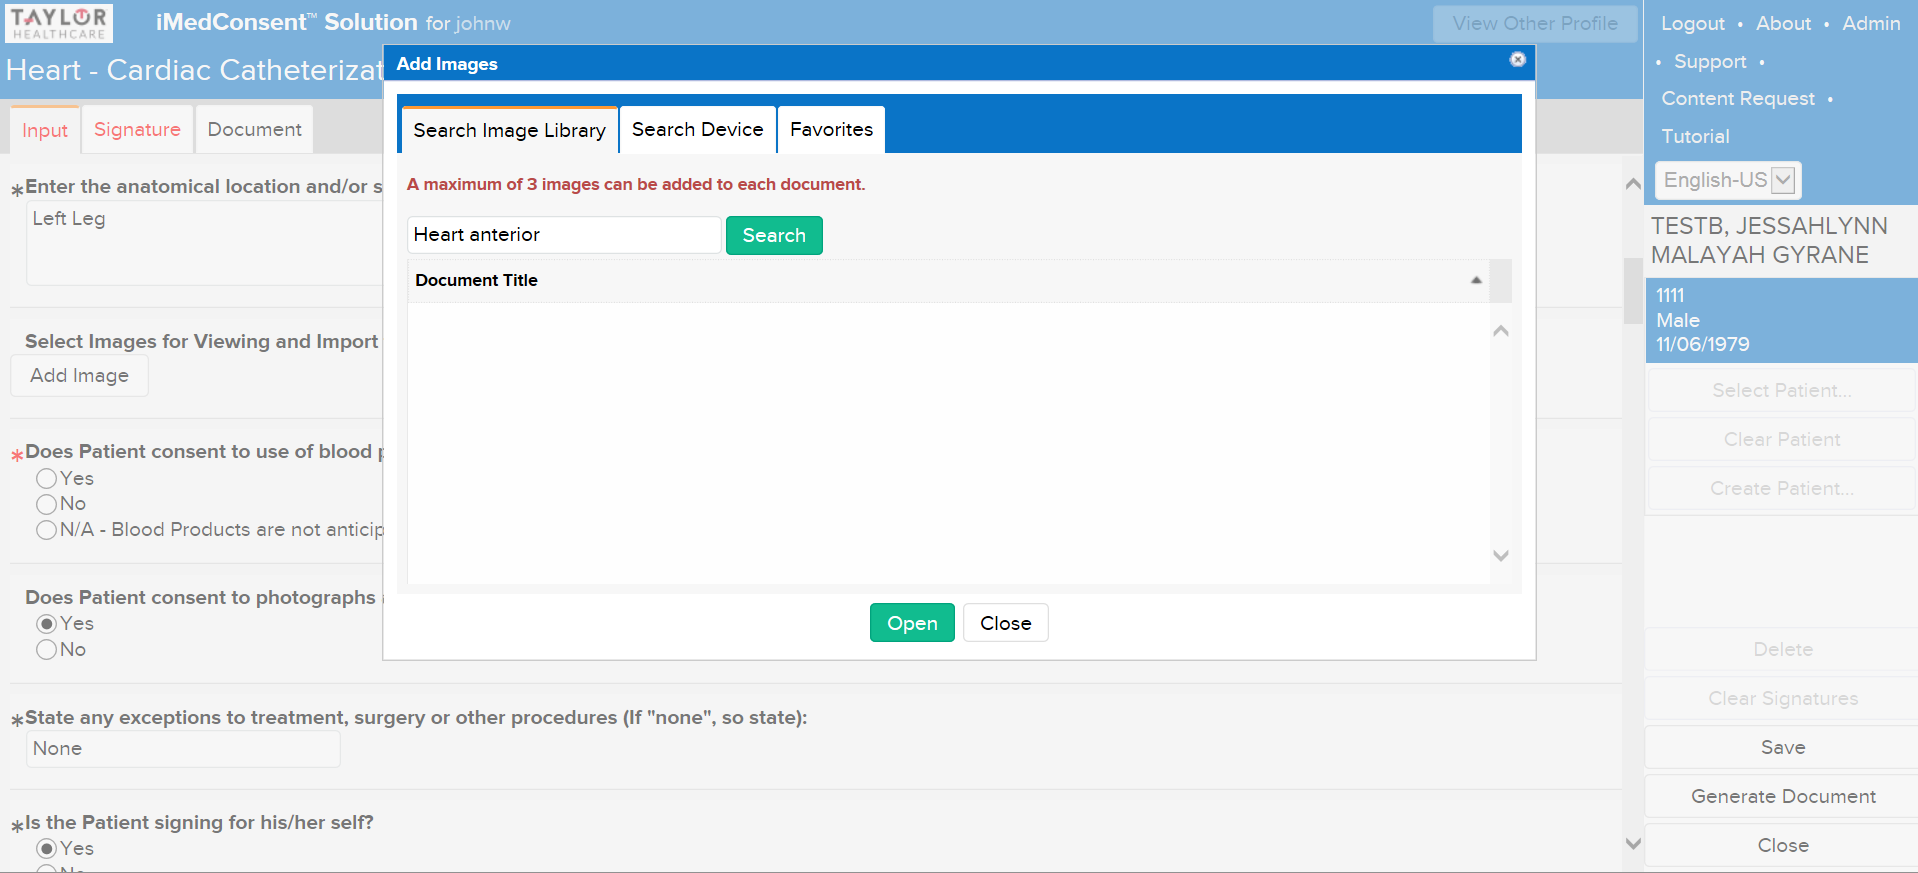 TAYLOR
HEALTHCARE
iMedConsent™ Solution for johnw
View Other Profile
Logout • About • Admin
• Support •
Content Request •
Tutorial
English-US
Heart - Cardiac Catheterizat
Input
Signature
Document
Add Images
Search Image Library
Search Device
Favorites
A maximum of 3 images can be added to each document.
Heart anterior
Search
Document Title
Open
Close
*Enter the anatomical location and/or s
Left Leg
Select Images for Viewing and Import
Add Image
*Does Patient consent to use of blood p
Yes
No
N/A - Blood Products are not anticip
Does Patient consent to photographs
Yes
No
*State any exceptions to treatment, surgery or other procedures (If "none", so state):
None
*Is the Patient signing for his/her self?
Yes
No
TESTB, JESSAHLYNN
MALAYAH GYRANE
1111
Male
11/06/1979
Select Patient...
Clear Patient
Create Patient...
Delete
Clear Signatures
Save
Generate Document
Close